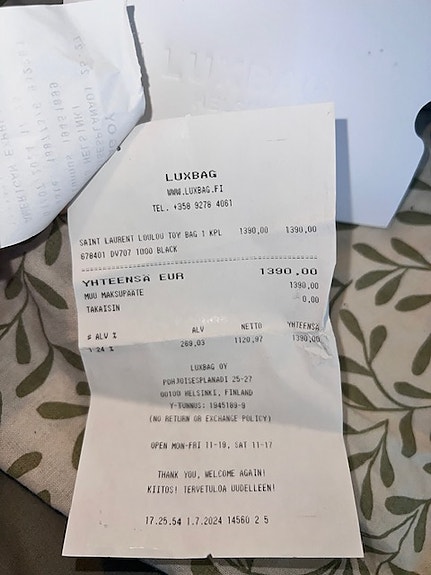 LUXBAG
WWW.LUXBAG.FI
TEL. +358 9278 4061
SAINT LAURENT LOULOU TOY BAG 1 KPL 1390,00 1390,00
678401 DV707 1000 BLACK
YHTEENSÄ EUR 1390,00
MUU MAKSUPÄÄTE 1390,00
TAKAISIN 0,00
# ALV % ALV NETTO YHTEENSÄ
1 24 % 269,03 1120,97 1390,00
LUXBAG OY
POHJOISESPLANADI 25-27
00100 HELSINKI, FINLAND
Y-TUNNUS: 1945189-9
(NO RETURN OR EXCHANGE POLICY)
OPEN MON-FRI 11-19, SAT 11-17
THANK YOU, WELCOME AGAIN!
KIITOS! TERVETULOA UUDELLEEN!
17.25.54 1.7.2024 14560 2 5